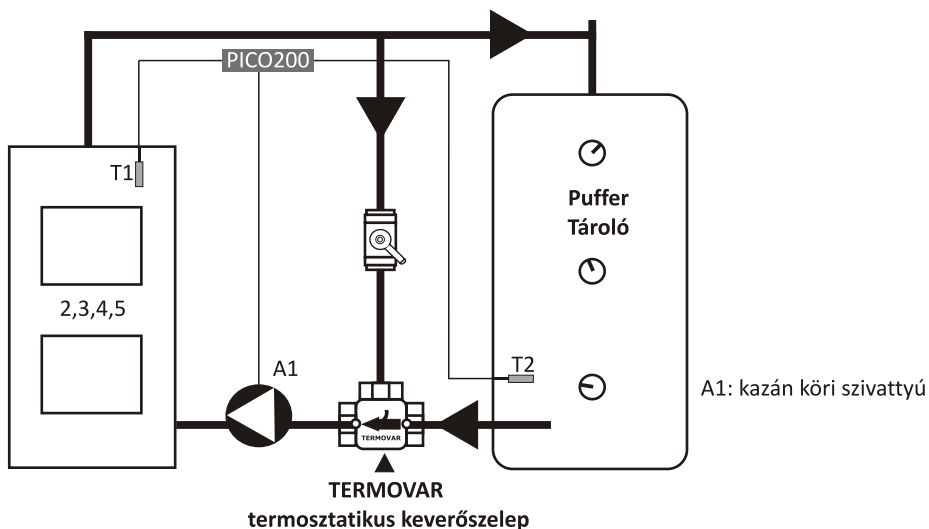 PICO200
T1
Puffer
Tároló
2,3,4,5
T2
A1
A1: kazán köri szivattyú
TERMOVAR
TERMOVAR
termosztatikus keverőszelep